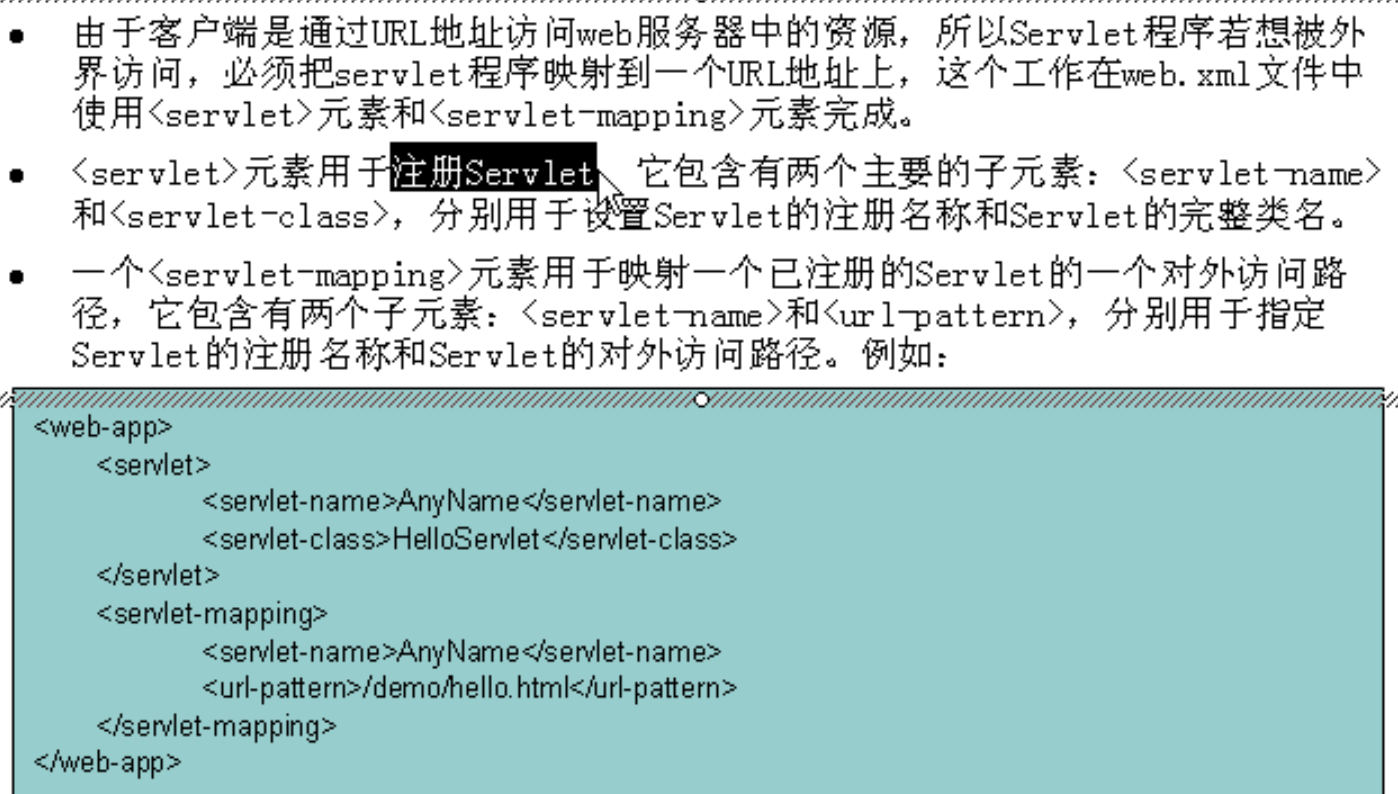 由于客户端是通过URL地址访问web服务器中的资源，所以Servlet程序若想被外
界访问，必须把servlet程序映射到一个URL地址上，这个工作在web.xml文件中
使用<servlet>元素和<servlet-mapping>元素完成。
<servlet>元素用于注册Servlet，它包含有两个主要的子元素：<servlet-name>
和<servlet-class>，分别用于设置Servlet的注册名称和Servlet的完整类名。
一个<servlet-mapping>元素用于映射一个已注册的Servlet的一个对外访问路
径，它包含有两个子元素：<servlet-name>和<url-pattern>，分别用于指定
Servlet的注册名称和Servlet的对外访问路径。例如：
<web-app>
<servlet>
<servlet-name>AnyName</servlet-name>
<servlet-class>HelloServlet</servlet-class>
</servlet>
<servlet-mapping>
<servlet-name>AnyName</servlet-name>
<url-pattern>/demo/hello.html</url-pattern>
</servlet-mapping>
</web-app>